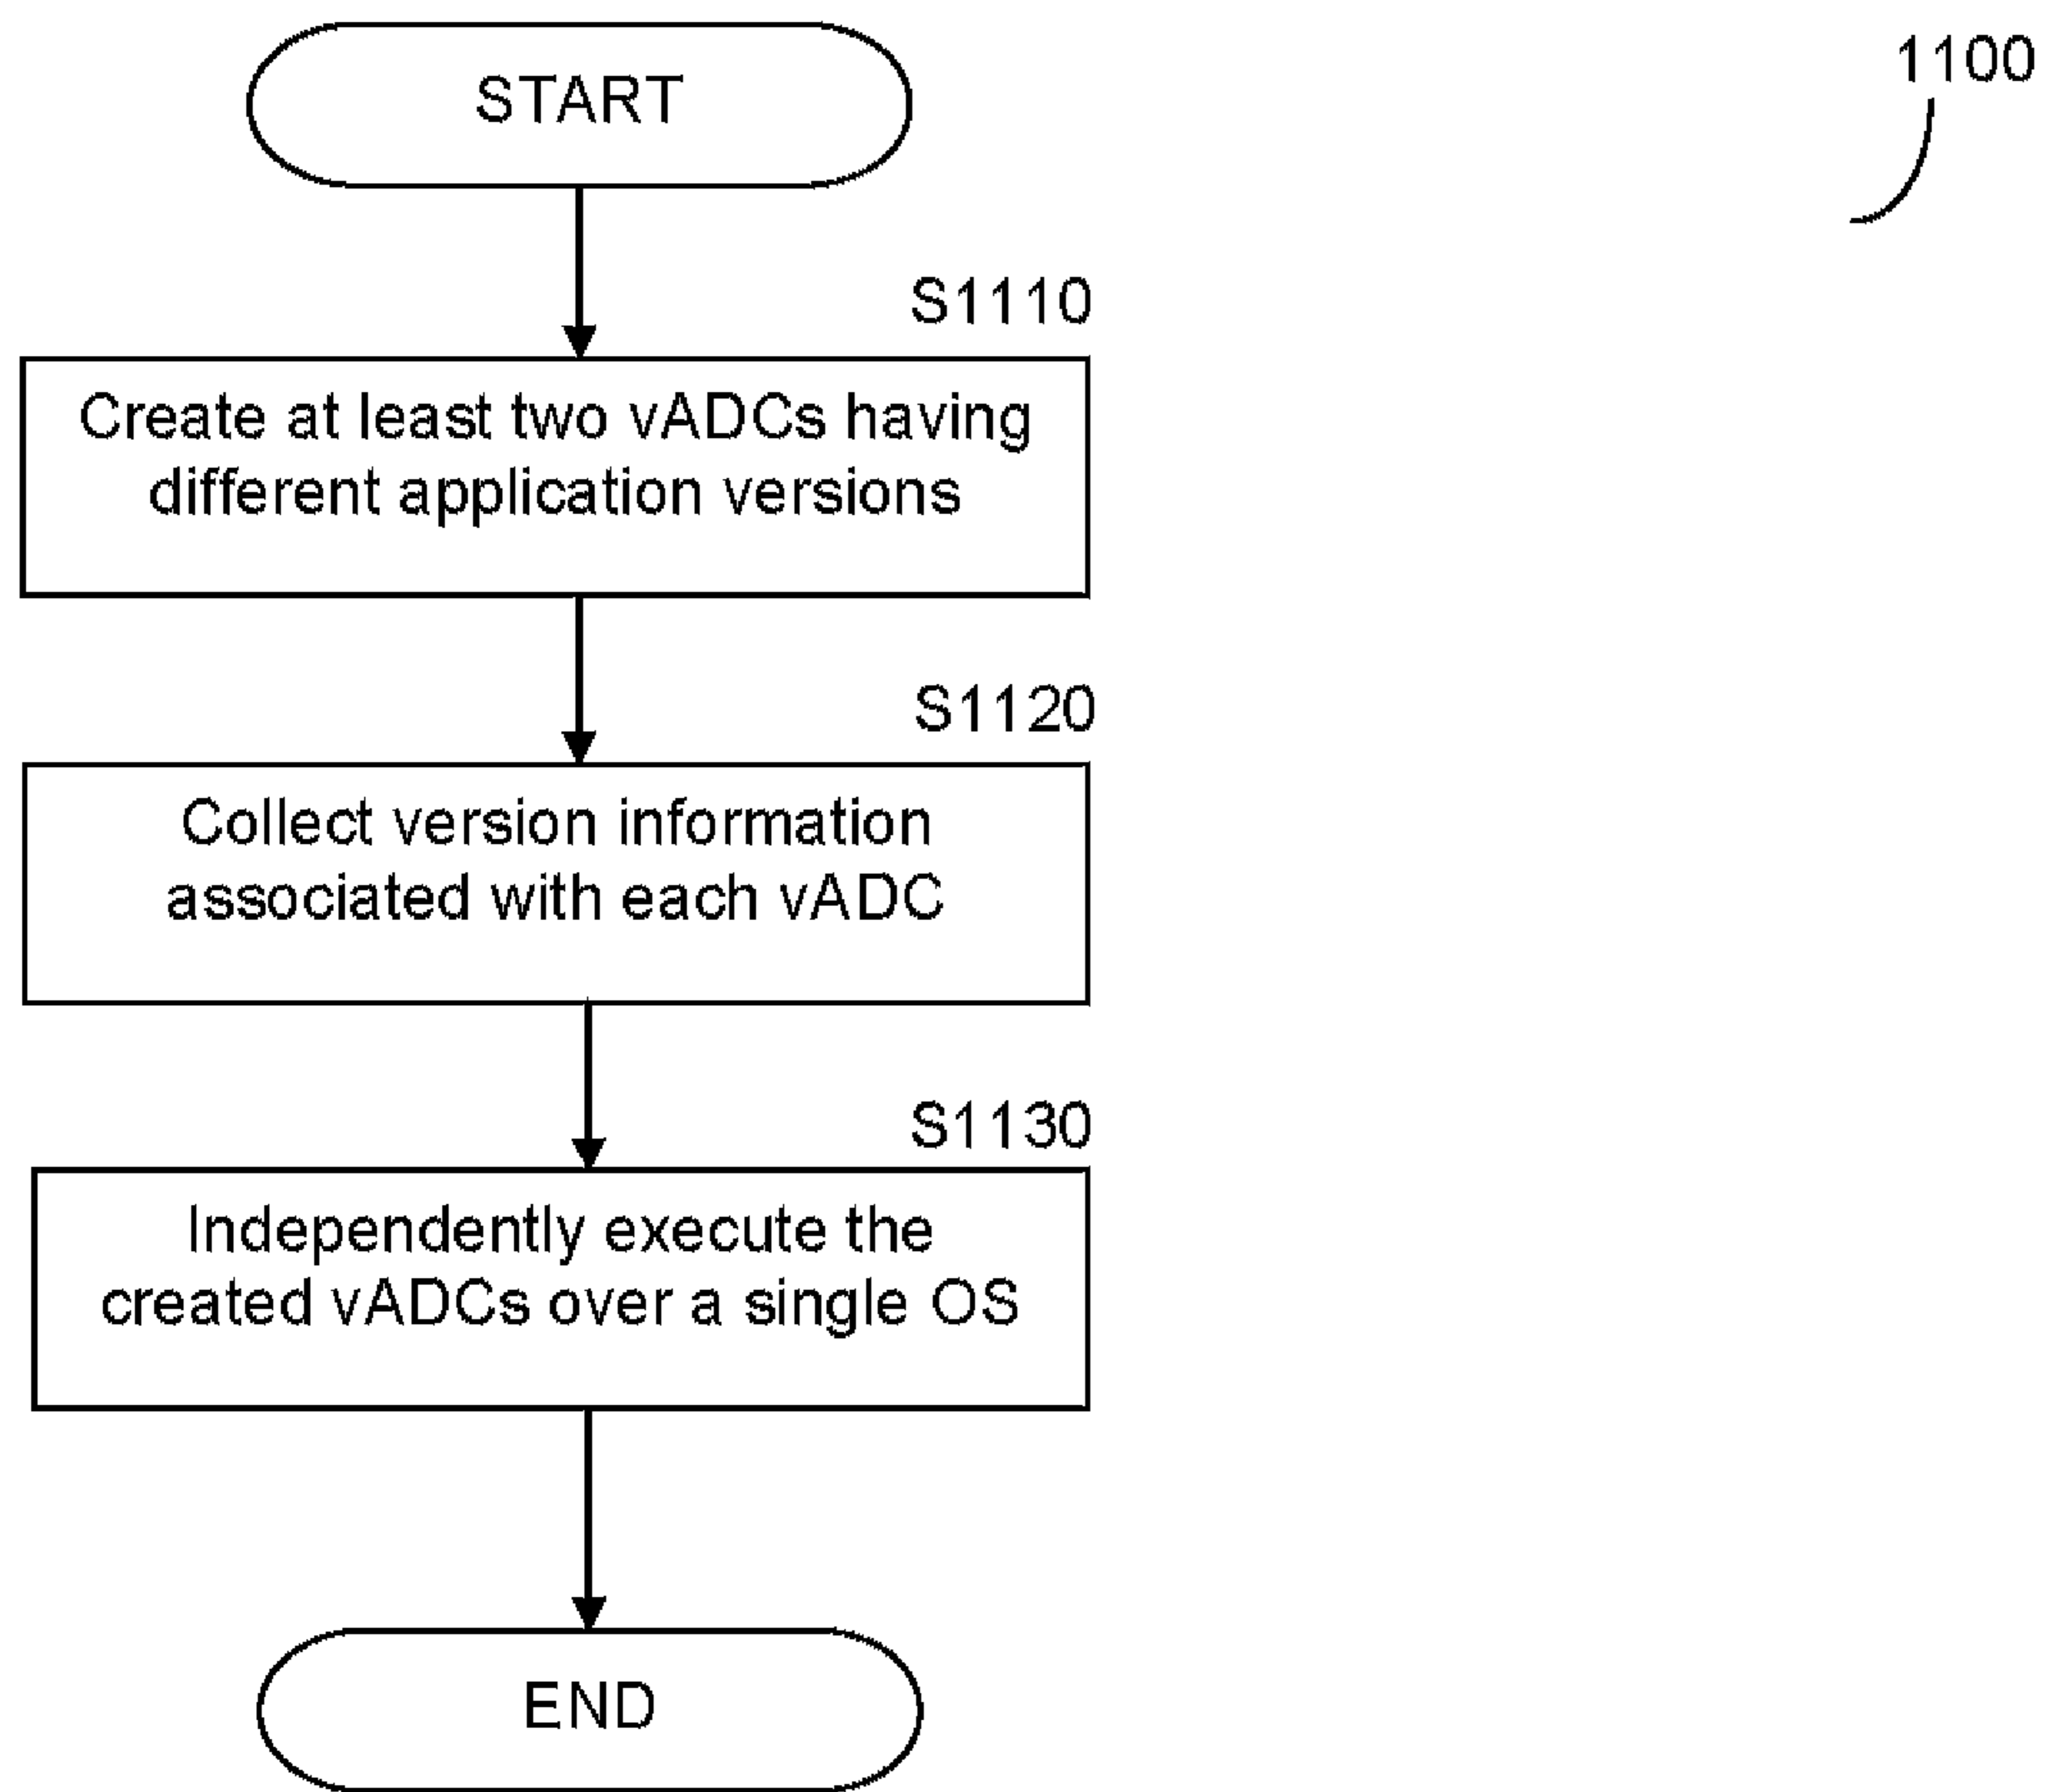 START
1100
S1110
Create at least two vADCs having
different application versions
S1120
Collect version information
associated with each vADC
S1130
Independently execute the
created vADCs over a single OS
END